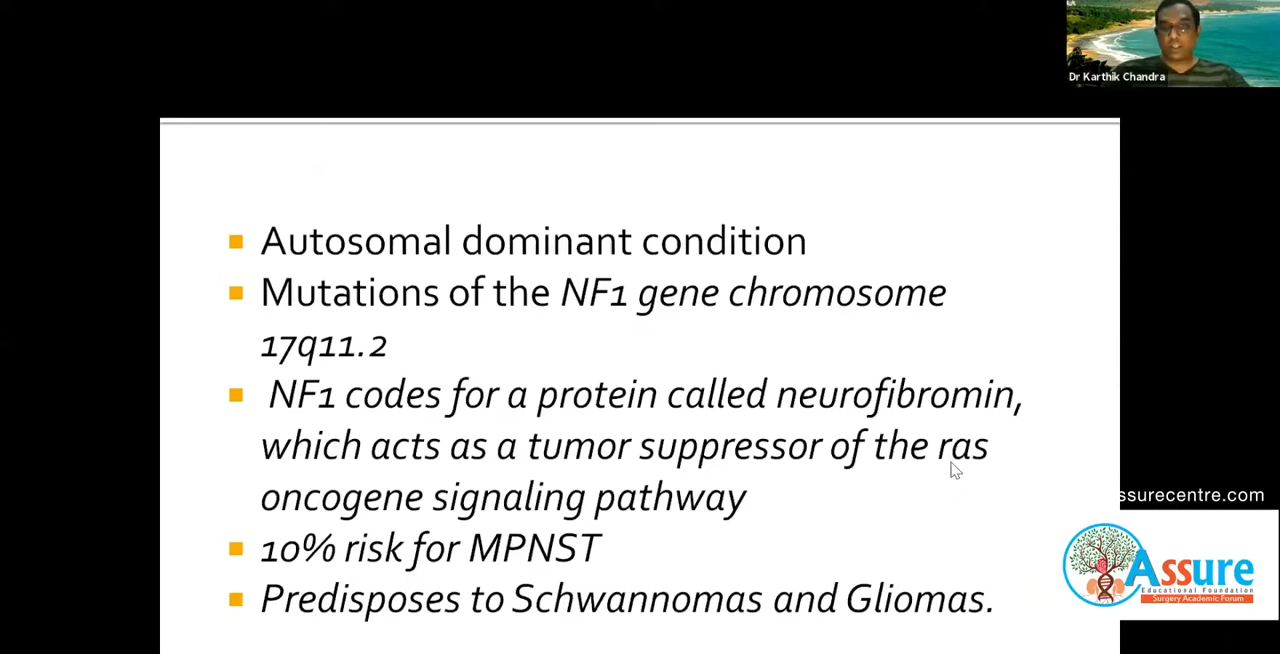 Dr Karthik Chandra
Autosomal dominant condition
Mutations of the NF1 gene chromosome
17q11.2
NF1 codes for a protein called neurofibromin,
which acts as a tumor suppressor of the ras
oncogene signaling pathway
10% risk for MPNST
Predisposes to Schwannomas and Gliomas.
ssurecentre.com
Assure
Educational Foundation
Surgery Academic Forum